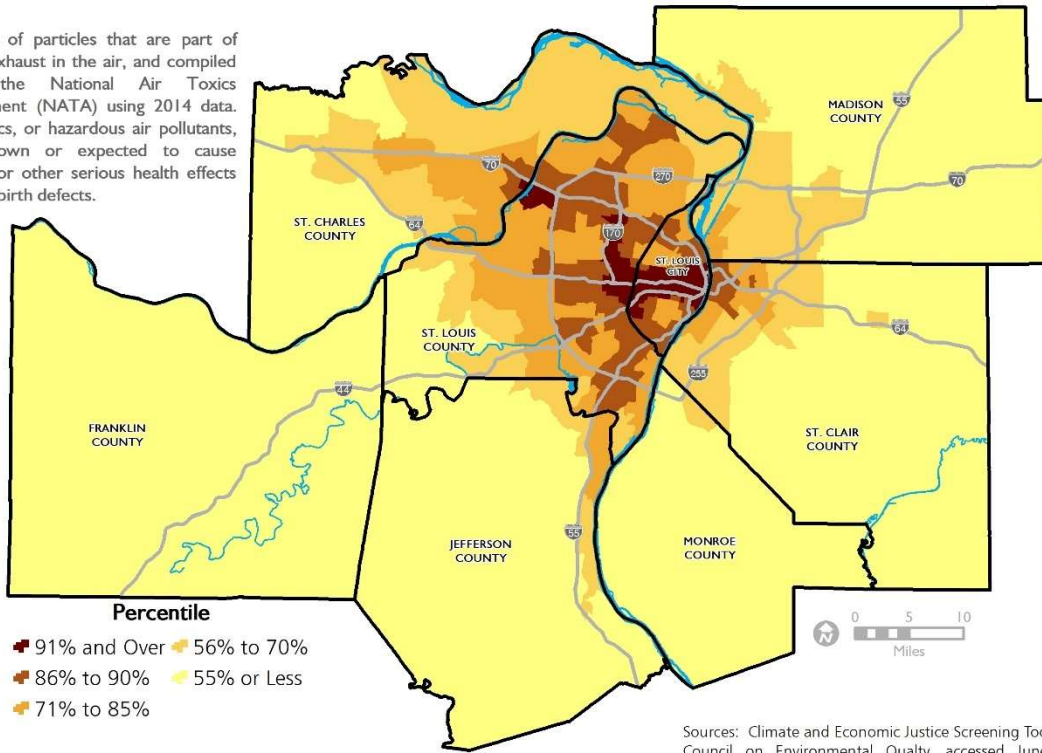 of particles that are part of
xhaust in the air, and compiled
the National Air Toxics
ment (NATA) using 2014 data.
cs, or hazardous air pollutants,
own or expected to cause
or other serious health effects
birth defects.
MADISON
COUNTY
55
70
270
70
ST. CHARLES
COUNTY
64
170
ST. LOUIS
CITY
ST. LOUIS
COUNTY
64
255
44
FRANKLIN
COUNTY
ST. CLAIR
COUNTY
55
JEFFERSON
COUNTY
MONROE
COUNTY
Percentile
91% and Over
56% to 70%
86% to 90%
55% or Less
71% to 85%
N
0 5 10
Miles
Sources: Climate and Economic Justice Screening Too
Council on Environmental Qualty, accessed June